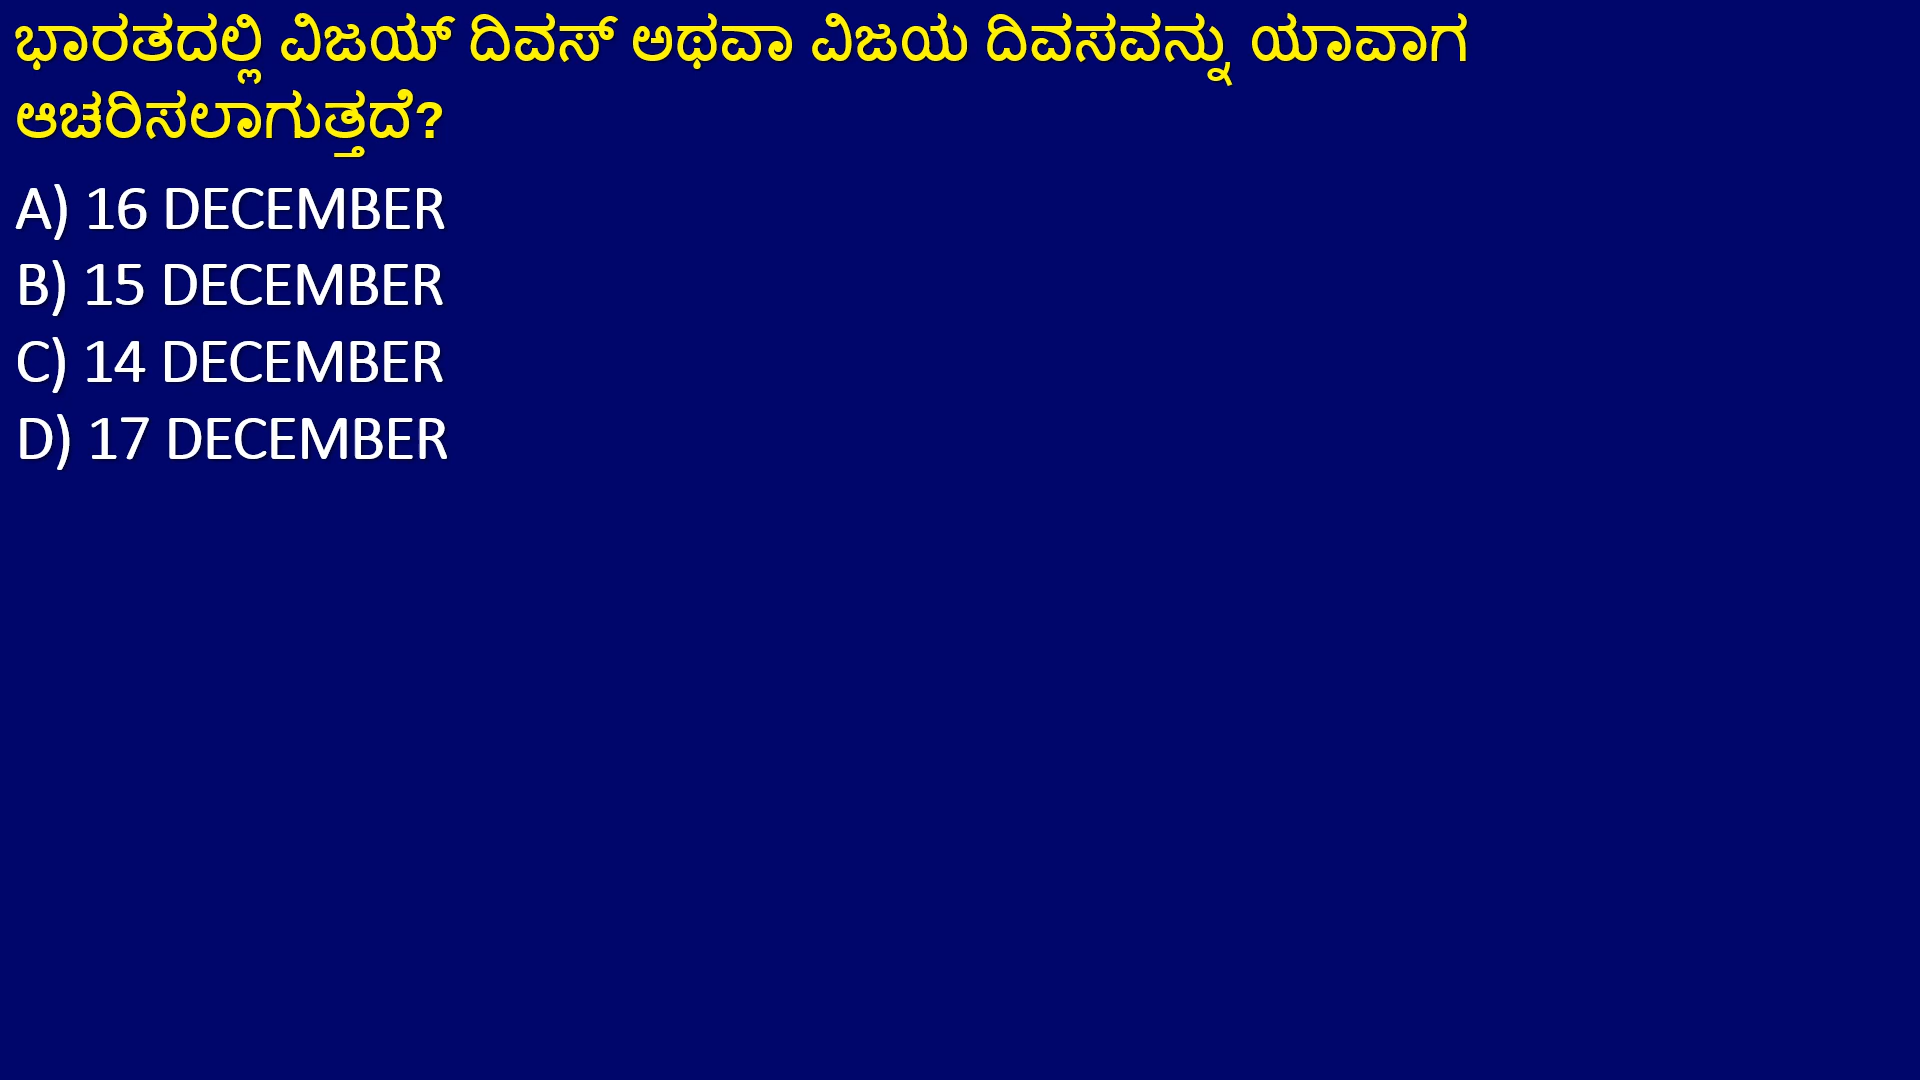 ಭಾರತದಲ್ಲಿ ವಿಜಯ್ ದಿವಸ್ ಅಥವಾ ವಿಜಯ ದಿವಸವನ್ನು ಯಾವಾಗ
ಆಚರಿಸಲಾಗುತ್ತದೆ?
A) 16 DECEMBER
B) 15 DECEMBER
C) 14 DECEMBER
D) 17 DECEMBER